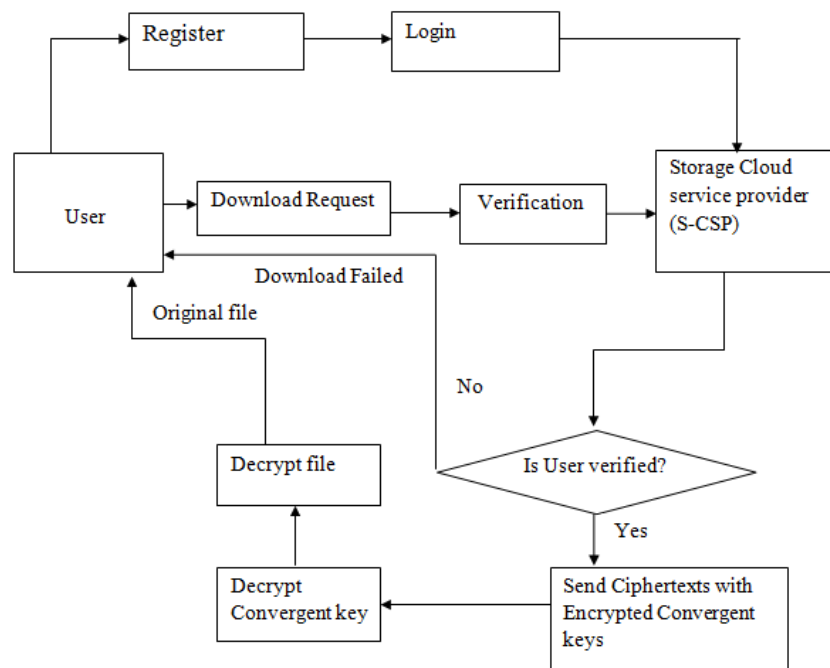 Register
Login
User
Download Request
Verification
Storage Cloud
service provider
(S-CSP)
Download Failed
Original file
No
Is User verified?
Decrypt file
Yes
Decrypt
Convergent key
Send Ciphertexts with
Encrypted Convergent
keys